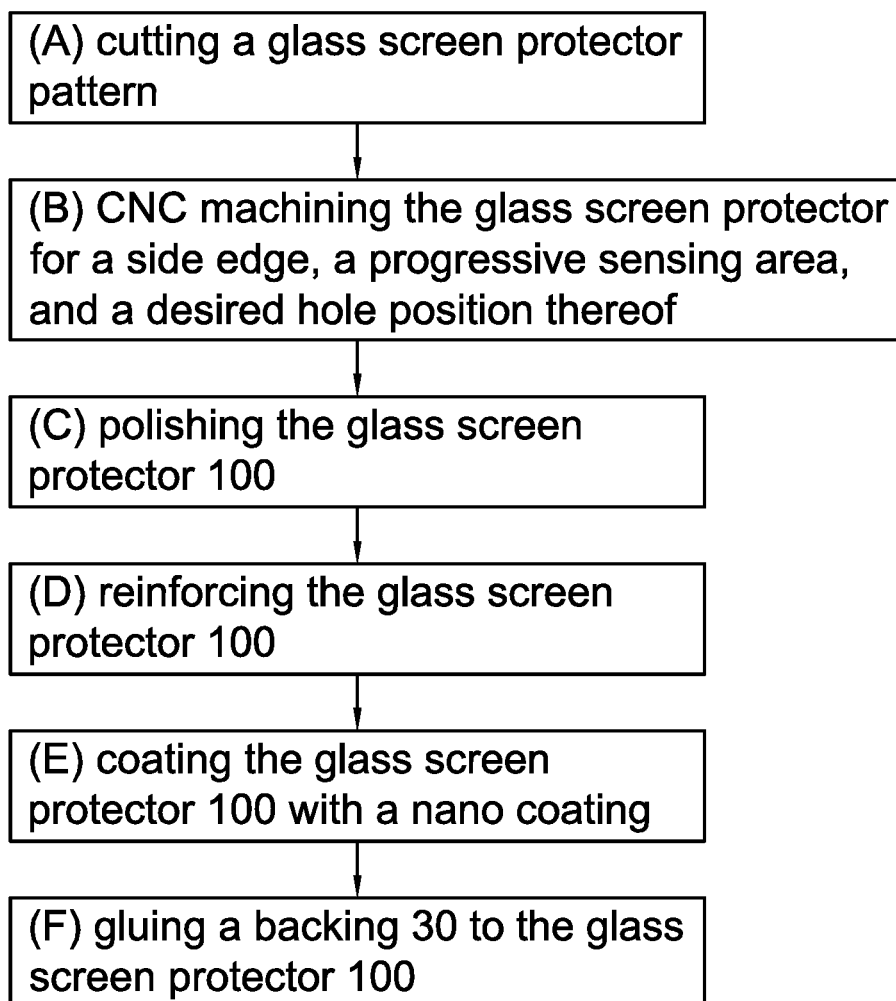 (A) cutting a glass screen protector
pattern
(B) CNC machining the glass screen protector
for a side edge, a progressive sensing area,
and a desired hole position thereof
(C) polishing the glass screen
protector 100
(D) reinforcing the glass screen
protector 100
(E) coating the glass screen
protector 100 with a nano coating
(F) gluing a backing 30 to the glass
screen protector 100